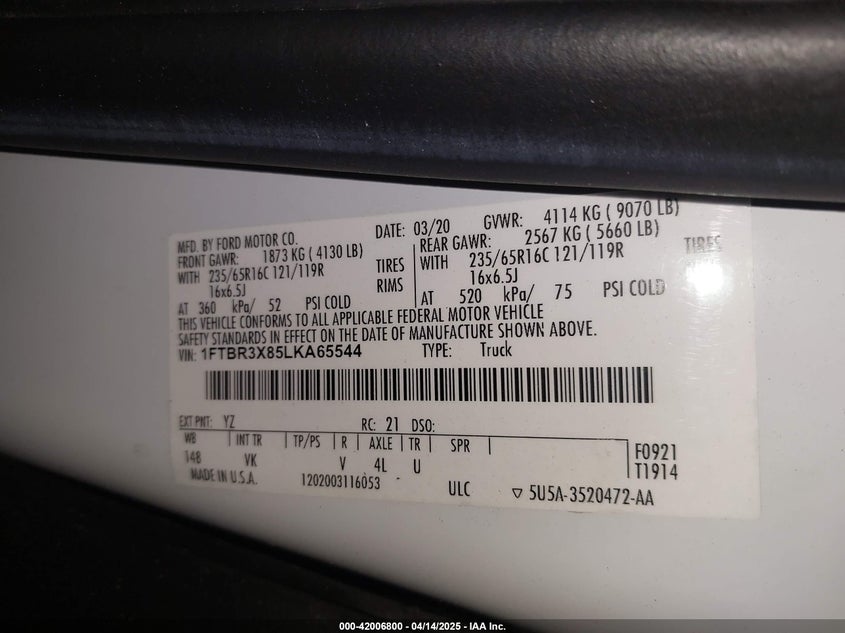 MFD. BY FORD MOTOR CO. DATE: 03/20 GVWR: 4114 KG ( 9070 LB)
FRONT GAWR: 1873 KG ( 4130 LB) REAR GAWR: 2567 KG ( 5660 LB)
WITH 235/65R16C 121/119R TIRES WITH 235/65R16C 121/119R TIRES
16x6.5J RIMS 16x6.5J
AT 360 kPa/ 52 PSI COLD AT 520 kPa/ 75 PSI COLD
THIS VEHICLE CONFORMS TO ALL APPLICABLE FEDERAL MOTOR VEHICLE
SAFETY STANDARDS IN EFFECT ON THE DATE OF MANUFACTURE SHOWN ABOVE.
VIN: 1FTBR3X85LKA65544 TYPE: Truck
EXT PNT: YZ RC: 21 DSO:
WB INT TR TP/PS R AXLE TR SPR F0921
148 VK V 4L U T1914
MADE IN U.S.A. 1202003116053 ULC ▽ 5U5A-3520472-AA
000-42006800 - 04/14/2025 - IAA Inc.